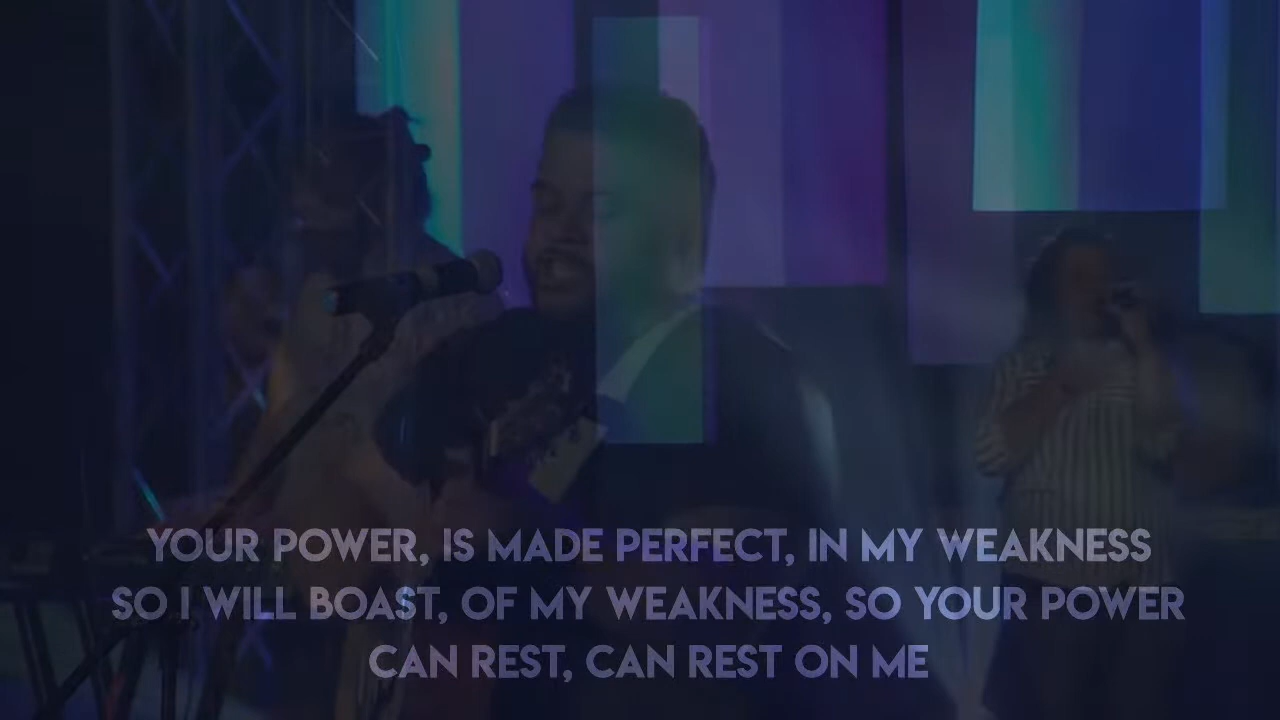 YOUR POWER, IS MADE PERFECT, IN MY WEAKNESS
SO I WILL BOAST, OF MY WEAKNESS, SO YOUR POWER
CAN REST, CAN REST ON ME